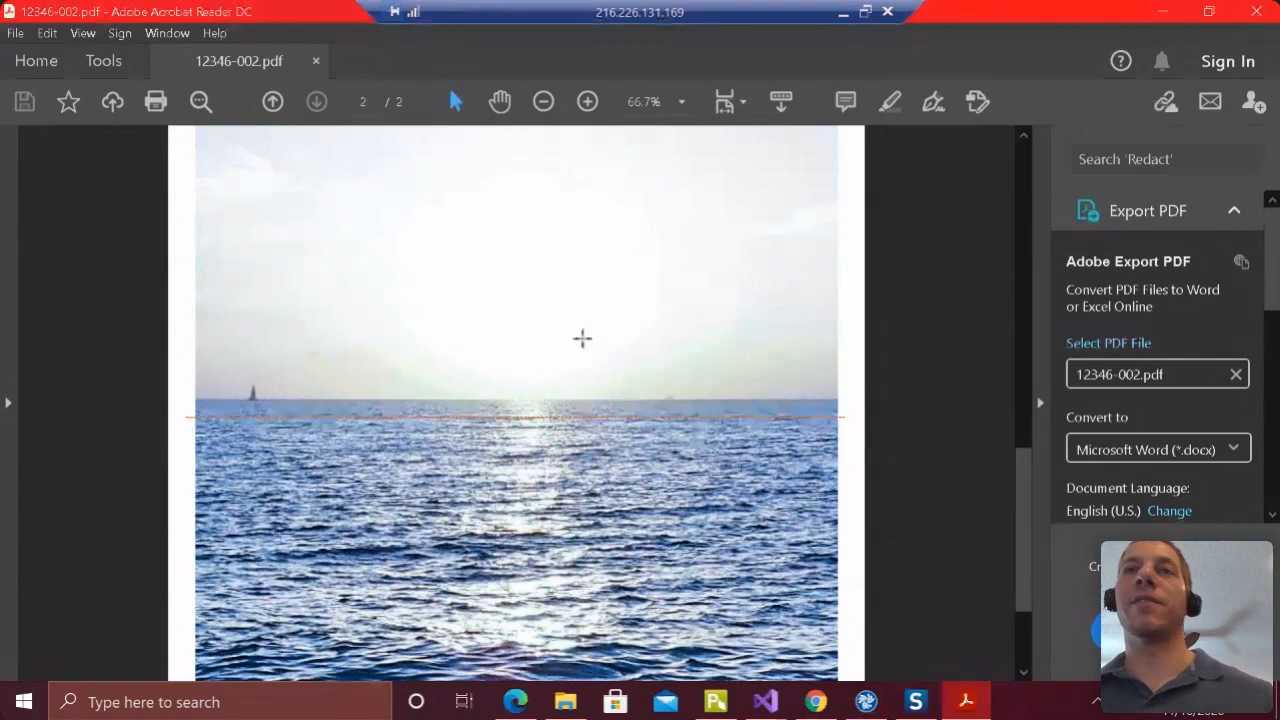 12346-002.pdf - Adobe Acrobat Reader DC
216.226.131.169
File Edit View Sign Window Help
Home Tools 12346-002.pdf × Sign In
2 / 2 66.7%
Search 'Redact'
Export PDF
Adobe Export PDF
Convert PDF Files to Word
or Excel Online
Select PDF File
12346-002.pdf
Convert to
Microsoft Word (*.docx)
Document Language:
English (U.S.) Change
Type here to search